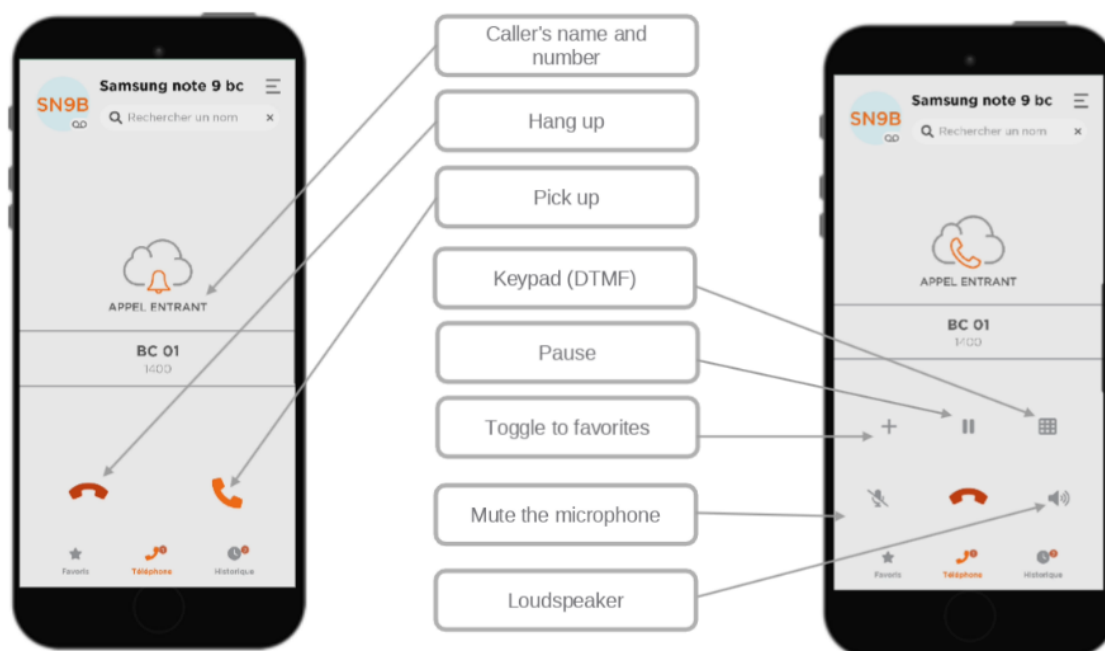 SN9B
Samsung note 9 bc
Rechercher un nom
APPEL ENTRANT
BC 01
1400
Favoris
Téléphone
Historique
Caller's name and
number
Hang up
Pick up
Keypad (DTMF)
Pause
Toggle to favorites
Mute the microphone
Loudspeaker
SN9B
Samsung note 9 bc
Rechercher un nom
APPEL ENTRANT
BC 01
1400
Favoris
Téléphone
Historique